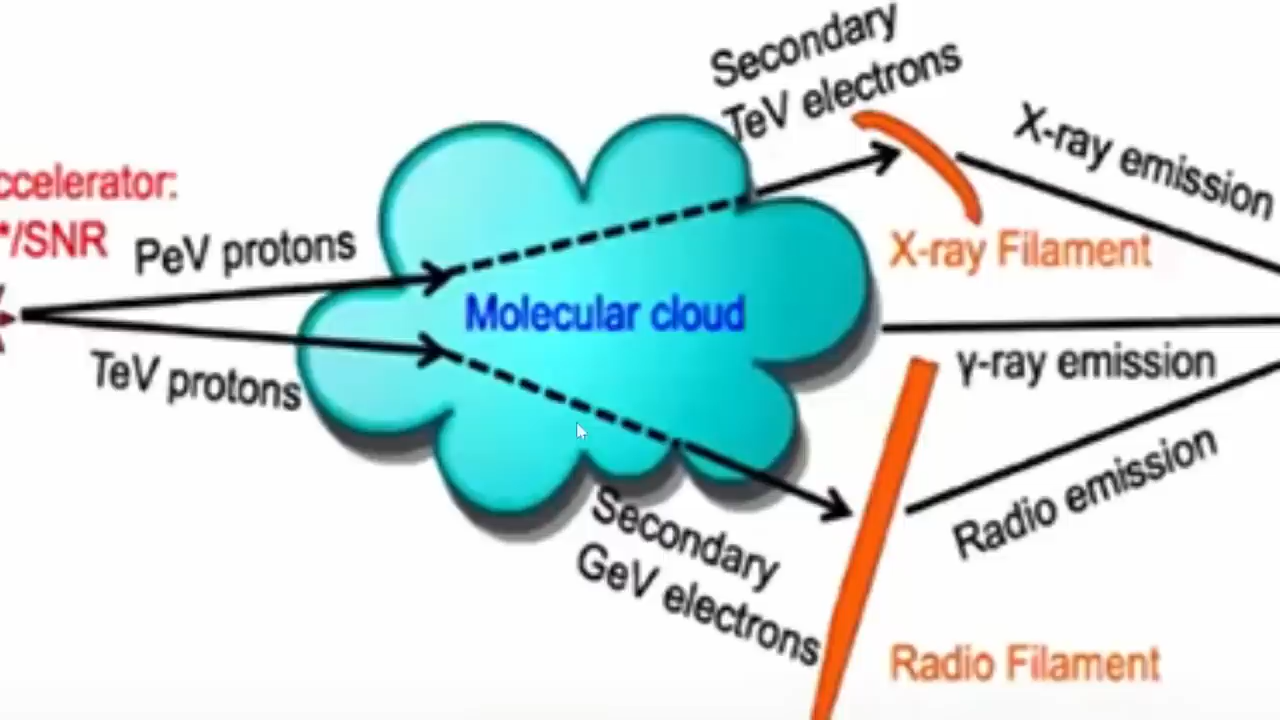 Secondary
TeV electrons
X-ray emission
ccelerator:
*/SNR
PeV protons
X-ray Filament
Molecular cloud
TeV protons
γ-ray emission
Radio emission
Secondary
GeV electrons
Radio Filament